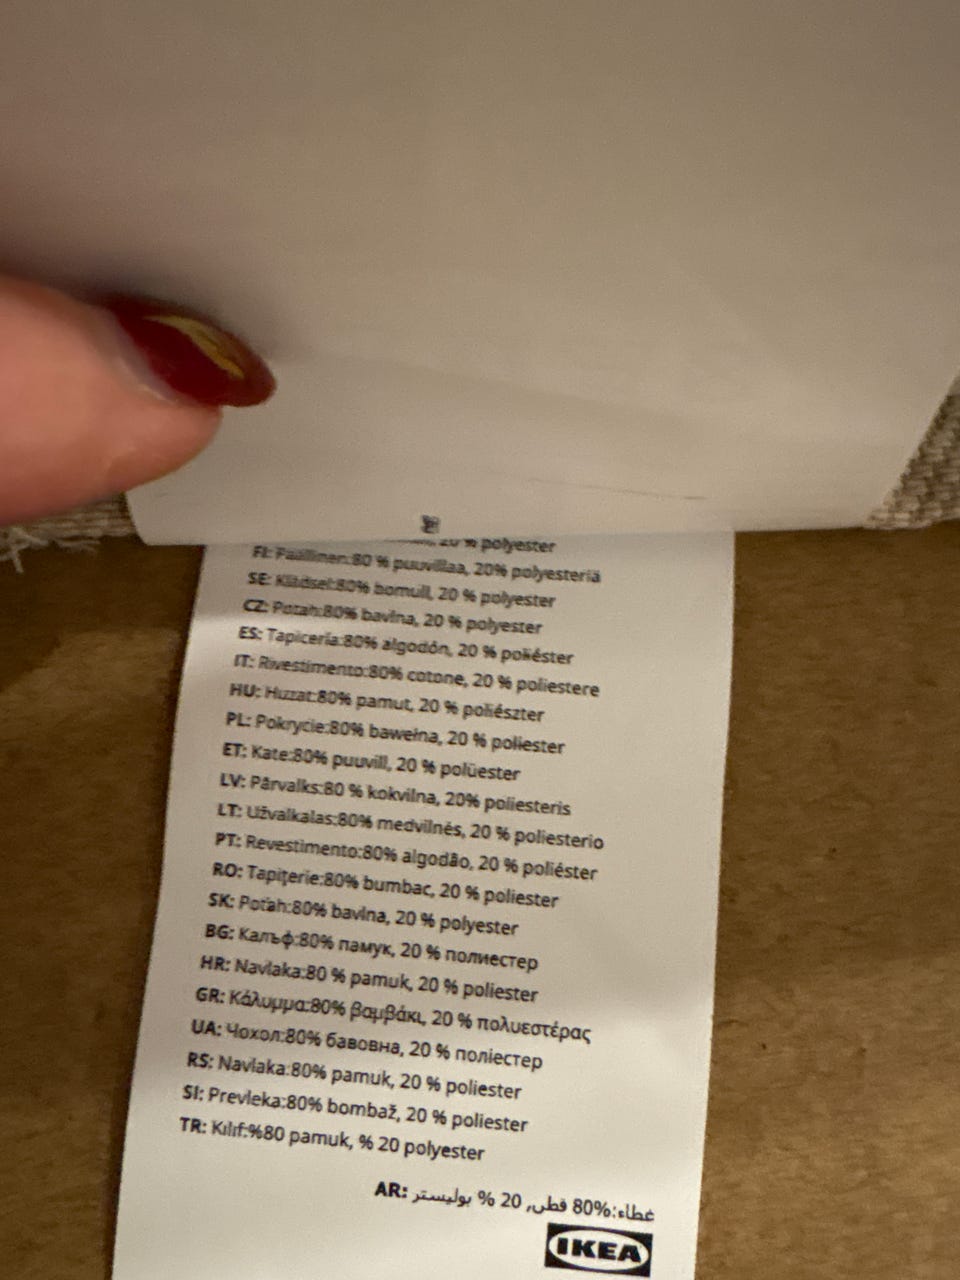 20 % polyester
FI: Päällinen:80 % puuvillaa, 20% polyesteriä
SE: Klädsel:80% bomull, 20 % polyester
CZ: Potah:80% bavlna, 20 % polyester
ES: Tapicería:80% algodón, 20 % poliéster
IT: Rivestimento:80% cotone, 20 % poliestere
HU: Huzat:80% pamut, 20 % poliészter
PL: Pokrycie:80% bawełna, 20 % poliester
ET: Kate:80% puuvill, 20 % polüester
LV: Pārvalks:80 % kokvilna, 20% poliesteris
LT: Užvalkalas:80% medvilnės, 20 % poliesterio
PT: Revestimento:80% algodão, 20 % poliéster
RO: Tapiţerie:80% bumbac, 20 % poliester
SK: Poťah:80% bavlna, 20 % polyester
BG: Калъф:80% памук, 20 % полиестер
HR: Navlaka:80 % pamuk, 20 % poliester
GR: Κάλυμμα:80% βαμβάκι, 20 % πολυεστέρας
UA: Чохол:80% бавовна, 20 % поліестер
RS: Navlaka:80% pamuk, 20 % poliester
SI: Prevleka:80% bombaž, 20 % poliester
TR: Kılıf:%80 pamuk, % 20 polyester
غطاء:80% قطن, 20 % بوليستر :AR
IKEA